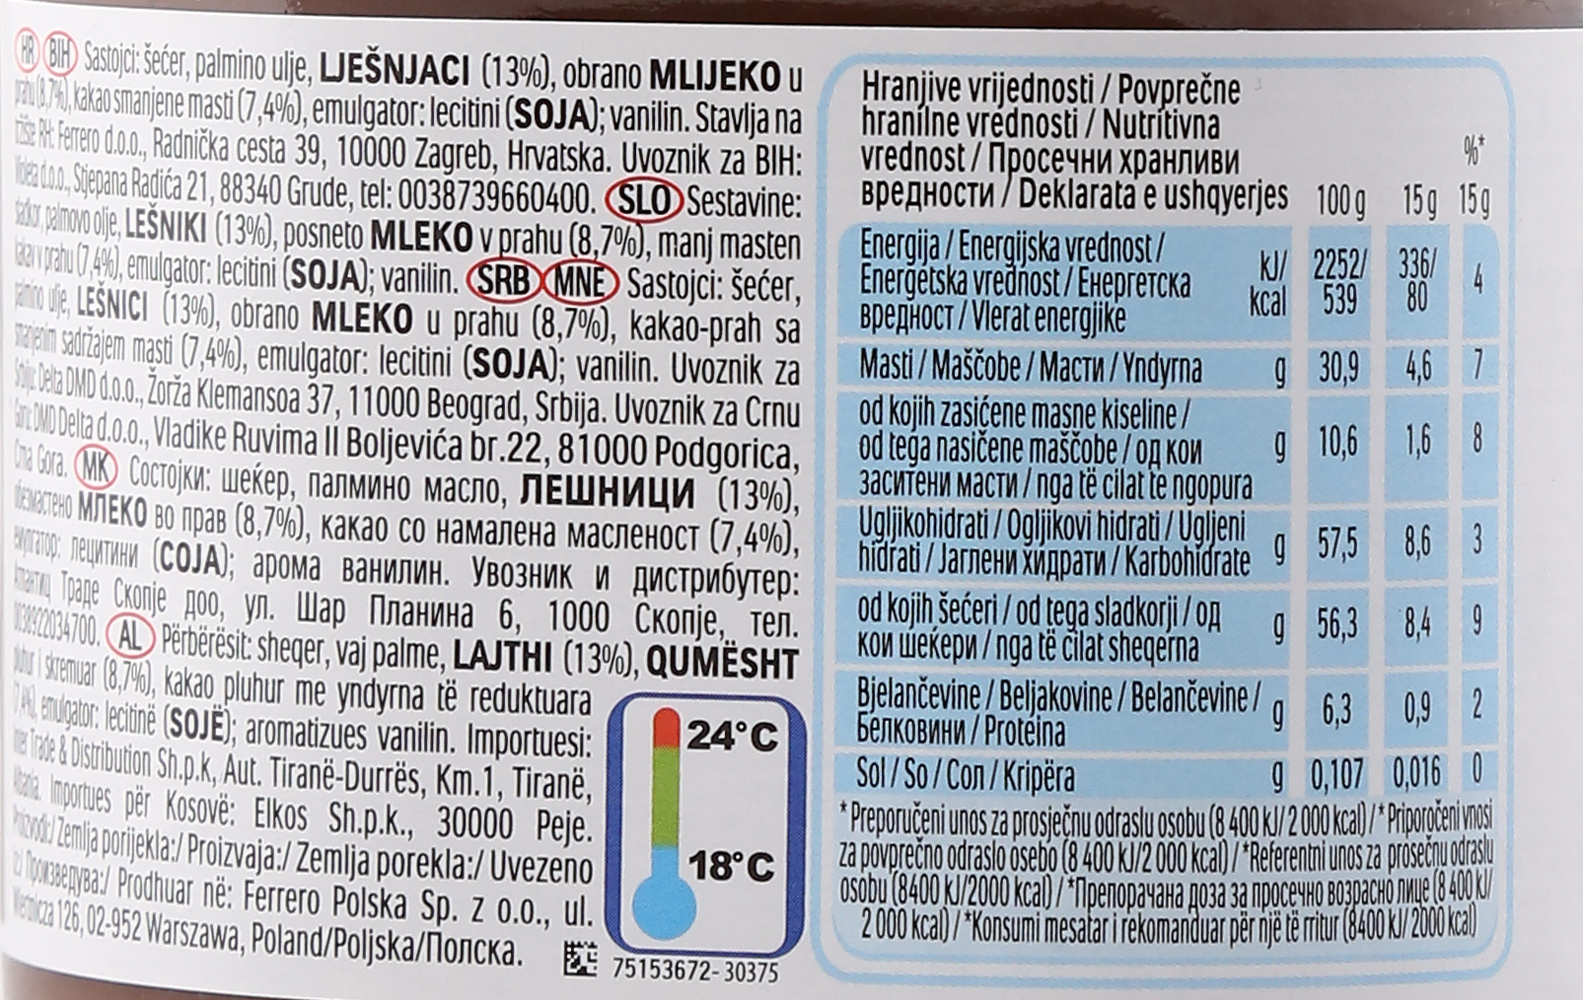 HR BIH Sastojci: šećer, palmino ulje, LJEŠNJACI (13%), obrano MLIJEKO u
prahu (8,7%), kakao smanjene masti (7,4%), emulgator: lecitini (SOJA); vanilin. Stavlja na
tržište RH: Ferrero d.o.o., Radnička cesta 39, 10000 Zagreb, Hrvatska. Uvoznik za BIH:
Violeta d.o.o., Stjepana Radića 21, 88340 Grude, tel: 0038739660400. SLO Sestavine:
sladkor, palmovo olje, LEŠNIKI (13%), posneto MLEKO v prahu (8,7%), manj masten
kakav v prahu (7,4%), emulgator: lecitini (SOJA); vanilin. SRB MNE Sastojci: šećer,
palmino ulje, LEŠNICI (13%), obrano MLEKO u prahu (8,7%), kakao-prah sa
smanjenim sadržajem masti (7,4%), emulgator: lecitini (SOJA); vanilin. Uvoznik za
Srbiju: Delta DMD d.o.o., Žorža Klemansoa 37, 11000 Beograd, Srbija. Uvoznik za Crnu
Goru: DMD Delta d.o.o., Vladike Ruvima II Boljevića br.22, 81000 Podgorica,
Crna Gora. MK Состојки: шеќер, палмино масло, ЛЕШНИЦИ (13%),
обезмастено МЛЕКО во прав (8,7%), какао со намалена масленост (7,4%),
емулгатор: лецитини (СОЈА); арома ванилин. Увозник и дистрибутер:
Атлантиц Траде Скопје доо, ул. Шар Планина 6, 1000 Скопје, тел.
0038922034700. AL Përbërësit: sheqer, vaj palme, LAJTHI (13%), QUMËSHT
pluhur i skremuar (8,7%), kakao pluhur me yndyrna të reduktuara
(7,4%), emulgator: lecitinë (SOJË); aromatizues vanilin. Importuesi:
Trade & Distribution Sh.p.k, Aut. Tiranë-Durrës, Km.1, Tiranë,
Albania. Importues për Kosovë: Elkos Sh.p.k., 30000 Peje.
Proizvodi:/ Zemlja porijekla:/ Proizvaja:/ Zemlja porekla:/ Uvezeno
iz:/ Произведува:/ Prodhuar në: Ferrero Polska Sp. z o.o., ul.
Wernicza 126, 02-952 Warszawa, Poland/Poljska/Полска.
24°C
18°C
75153672- 30375
Hranjive vrijednosti / Povprečne
hranilne vrednosti / Nutritivna
vrednost / Просечни хранливи
вредности / Deklarata e ushqyerjes 100 g 15 g %* 15 g
Energija / Energijska vrednost /
Energetska vrednost / Енергетска
вредност / Vlerat energjike kJ/ kcal 2252/ 539 336/ 80 4
Masti / Maščobe / Масти / Yndyrna g 30,9 4,6 7
od kojih zasićene masne kiseline /
od tega nasičene maščobe / од кои
заситени масти / nga të cilat të ngopura g 10,6 1,6 8
Ugljikohidrati / Ogljikovi hidrati / Ugljeni
hidrati / Јаглени хидрати / Karbohidrate g 57,5 8,6 3
od kojih šećeri / od tega sladkorji / од
кои шеќери / nga të cilat sheqerna g 56,3 8,4 9
Bjelančevine / Beljakovine / Belančevine /
Белковини / Proteina g 6,3 0,9 2
Sol / So / Сол / Kripëra g 0,107 0,016 0
* Preporučeni unos za prosječnu odraslu osobu (8 400 kJ/ 2 000 kcal) / * Priporočeni vnosi
za povprečno odraslo osebo (8 400 kJ/2 000 kcal) / *Referentni unos za prosečnu odraslu
osobu (8400 kJ/2000 kcal) / *Препорачана доза за просечно возрасно лице (8 400 kJ/
2 000 kcal) / *Konsumi mesatar i rekomanduar për një të rritur (8400 kJ/ 2000 kcal)